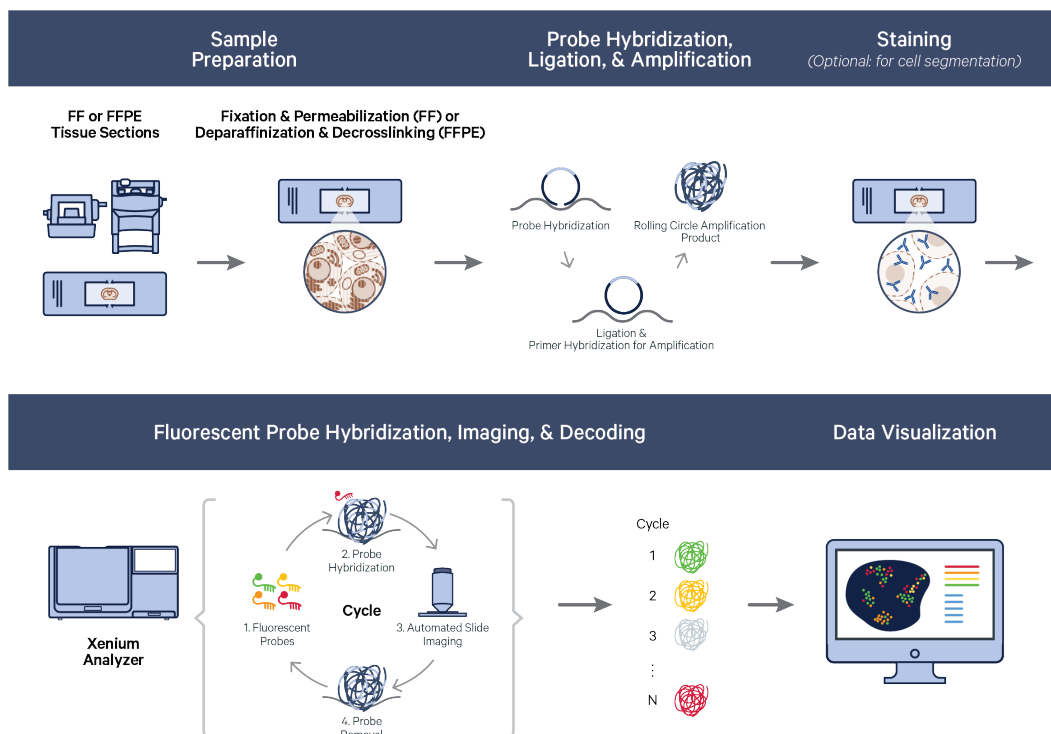 Sample
Preparation
Probe Hybridization,
Ligation, & Amplification
Staining
(Optional: for cell segmentation)
FF or FFPE
Tissue Sections
Fixation & Permeabilization (FF) or
Deparaffinization & Decrosslinking (FFPE)
Probe Hybridization
Rolling Circle Amplification
Product
Ligation &
Primer Hybridization for Amplification
Fluorescent Probe Hybridization, Imaging, & Decoding
Data Visualization
Xenium
Analyzer
Cycle
1. Fluorescent
Probes
2. Probe
Hybridization
3. Automated Slide
Imaging
4. Probe
Removal
Cycle
1
2
3
⋮
N